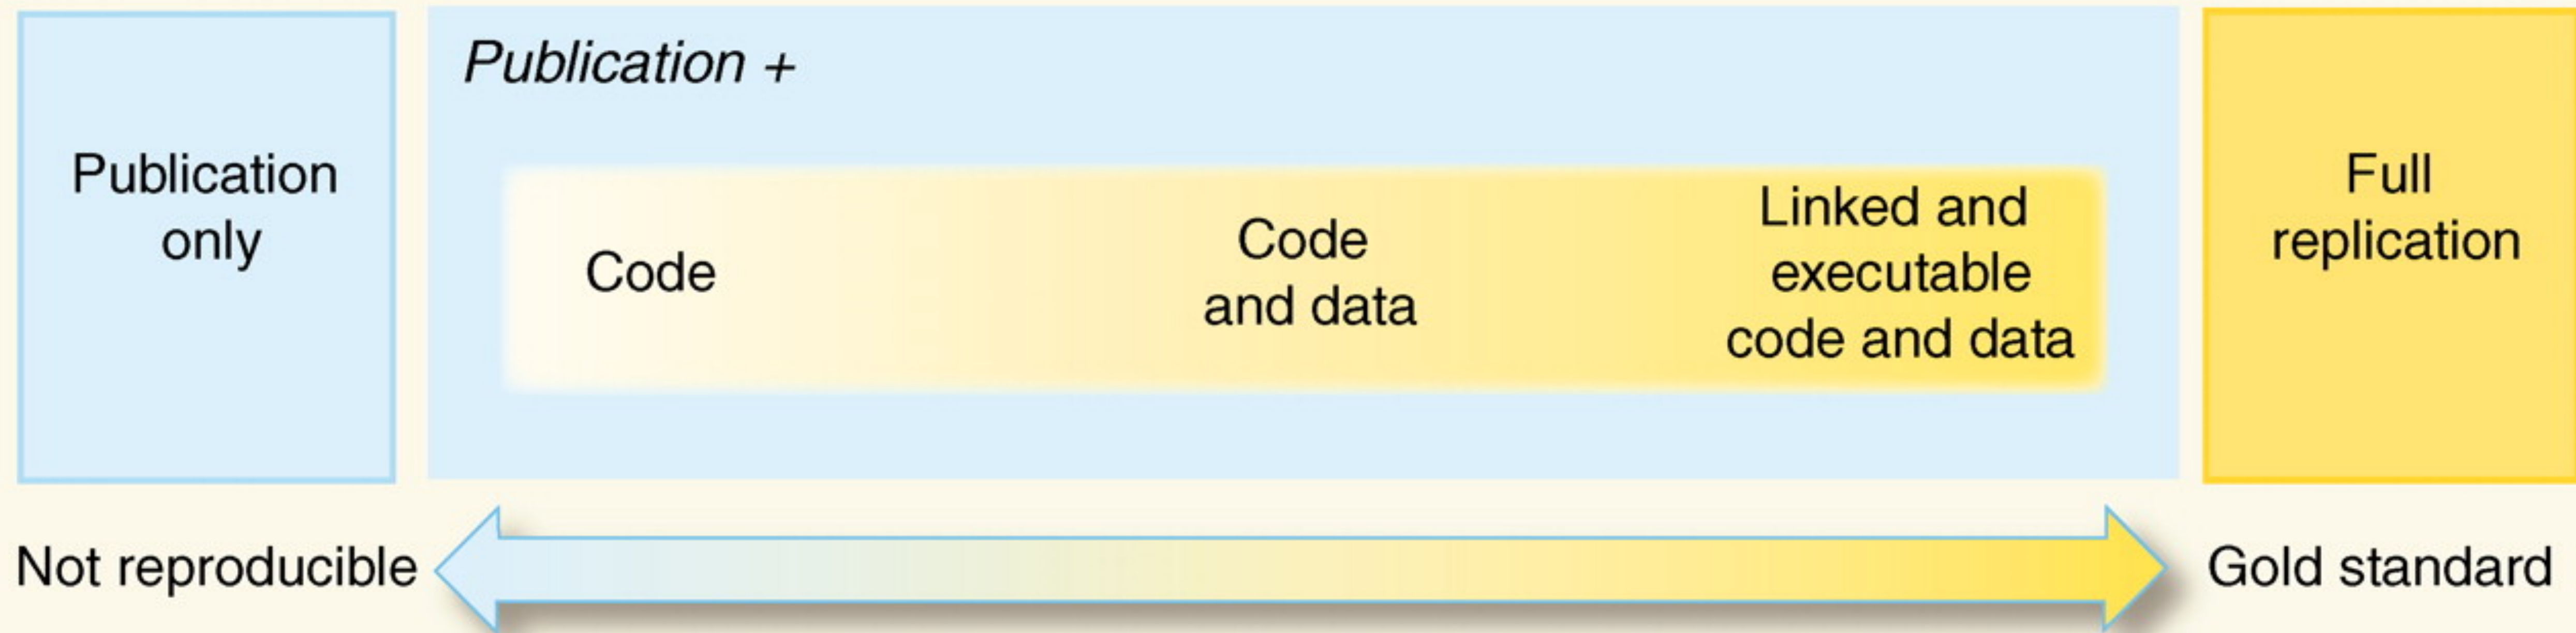 Publication
only
Publication +
Code
Code
and data
Linked and
executable
code and data
Full
replication
Not reproducible
Gold standard